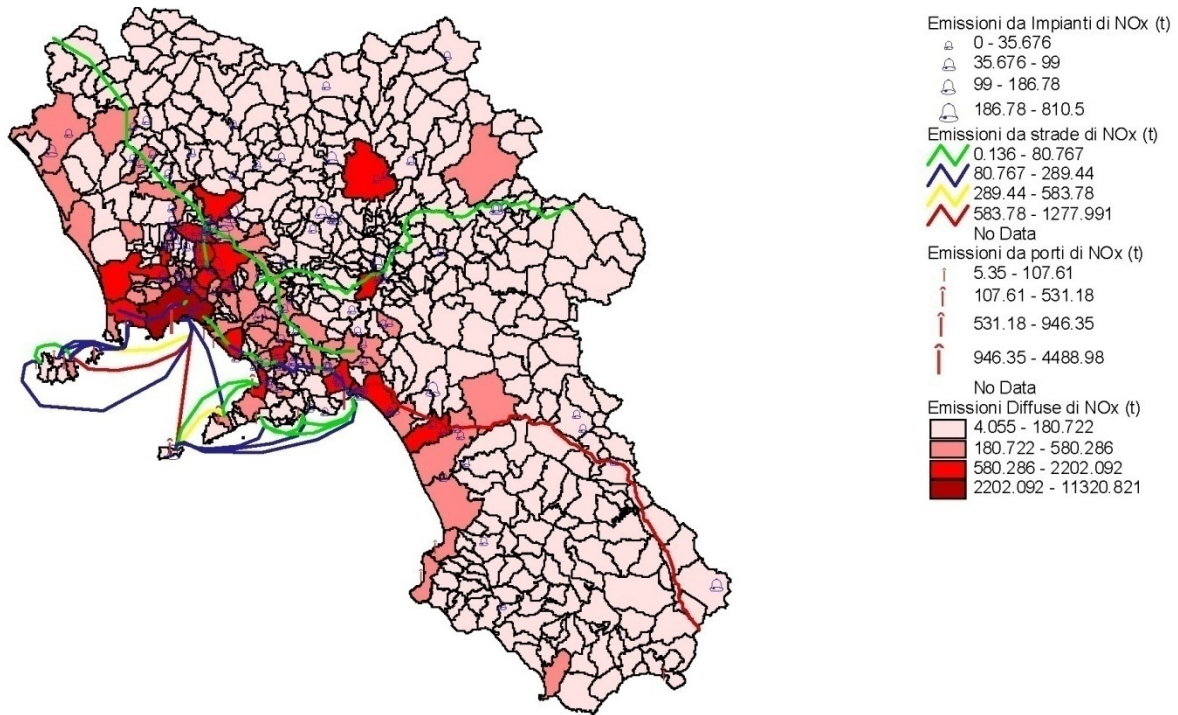 Emissioni da Impianti di NOx (t)
0 - 35.676
35.676 - 99
99 - 186.78
186.78 - 810.5
Emissioni da strade di NOx (t)
0.136 - 80.767
80.767 - 289.44
289.44 - 583.78
583.78 - 1277.991
No Data
Emissioni da porti di NOx (t)
5.35 - 107.61
107.61 - 531.18
531.18 - 946.35
946.35 - 4488.98
No Data
Emissioni Diffuse di NOx (t)
4.055 - 180.722
180.722 - 580.286
580.286 - 2202.092
2202.092 - 11320.821